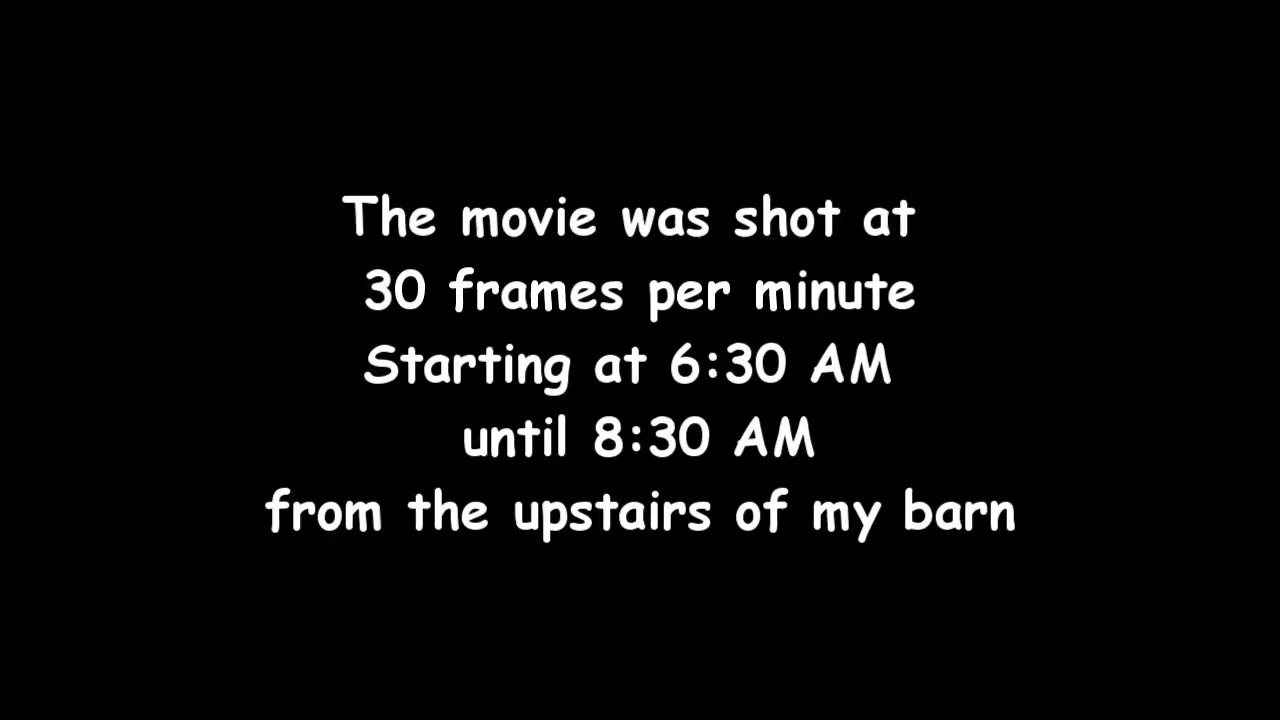 The movie was shot at
30 frames per minute
Starting at 6:30 AM
until 8:30 AM
from the upstairs of my barn